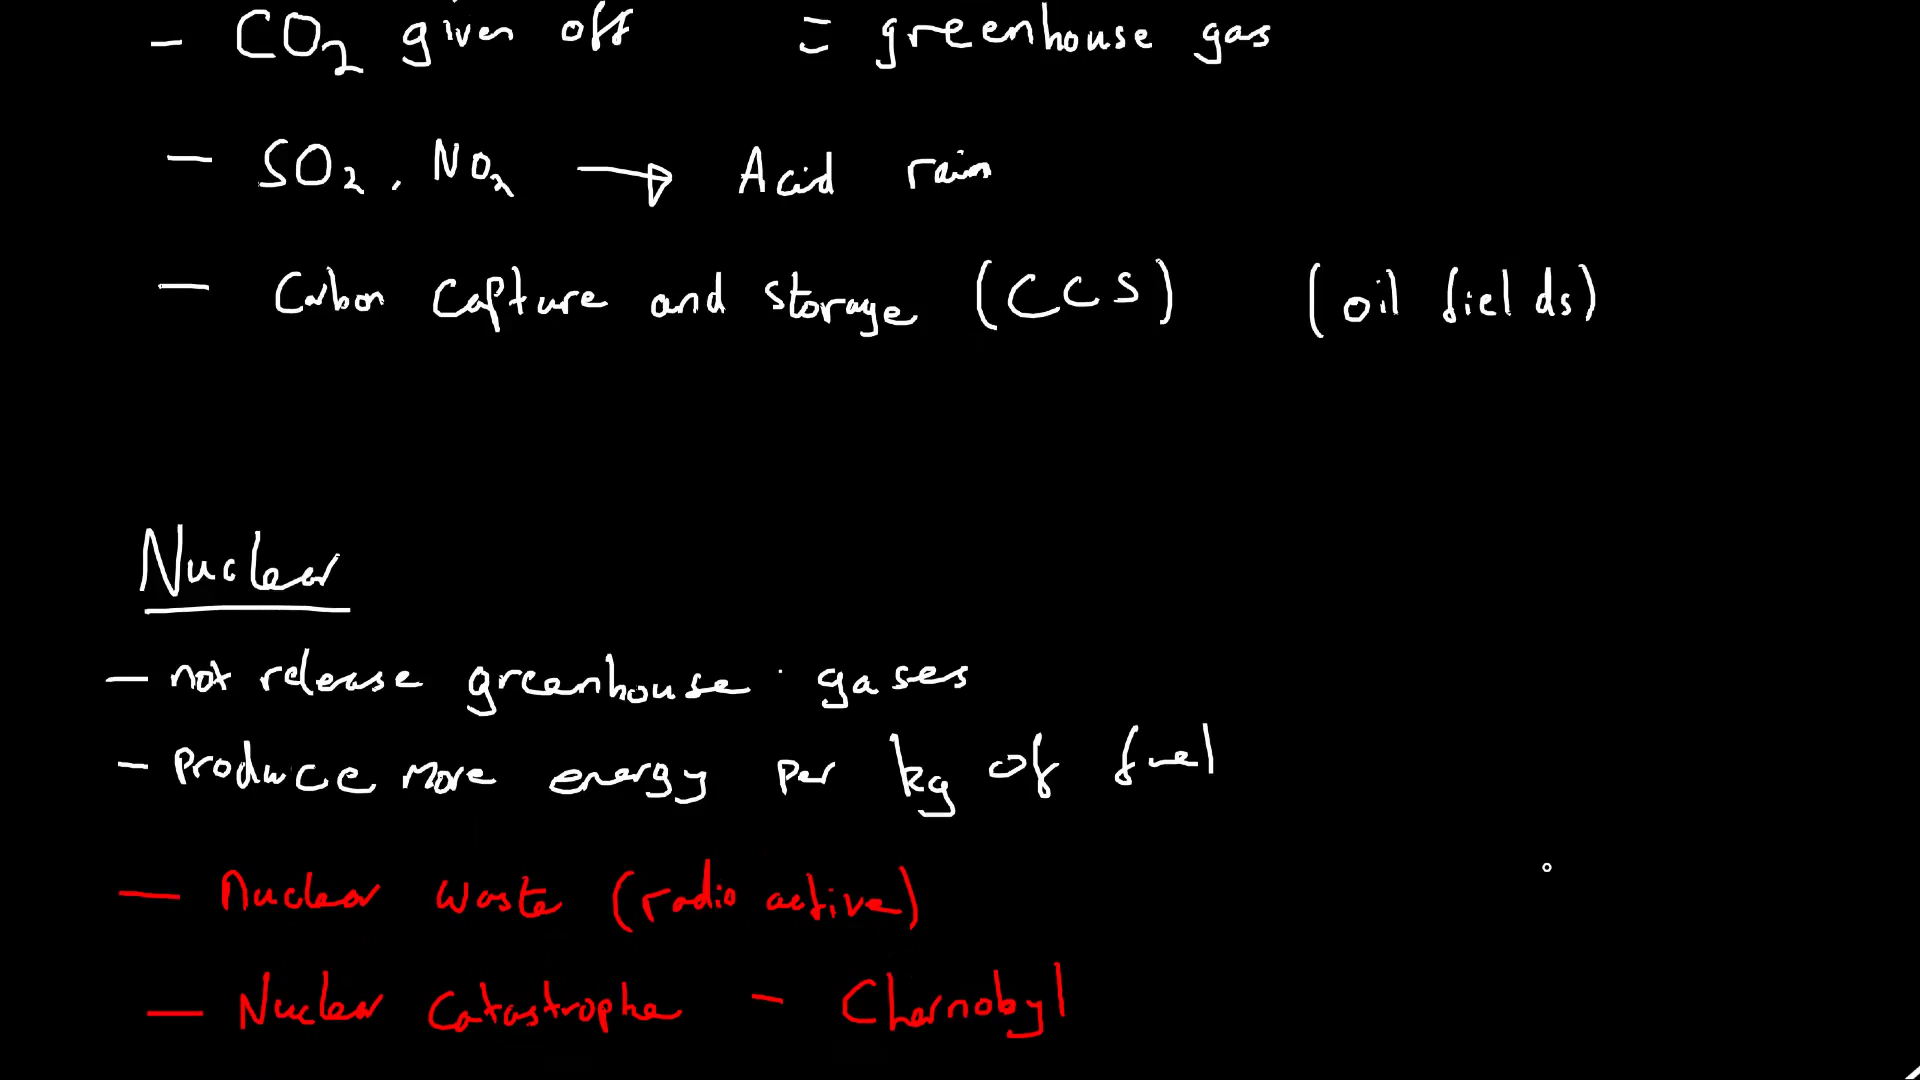 - CO₂ given off = greenhouse gas
- SO₂, NO₂ → Acid rain
- Carbon capture and storage (CCS) (oil fields)
Nuclear
- not release greenhouse gases
- produce more energy per kg of fuel
- Nuclear waste (radio active)
- Nuclear Catastrophe - Chernobyl